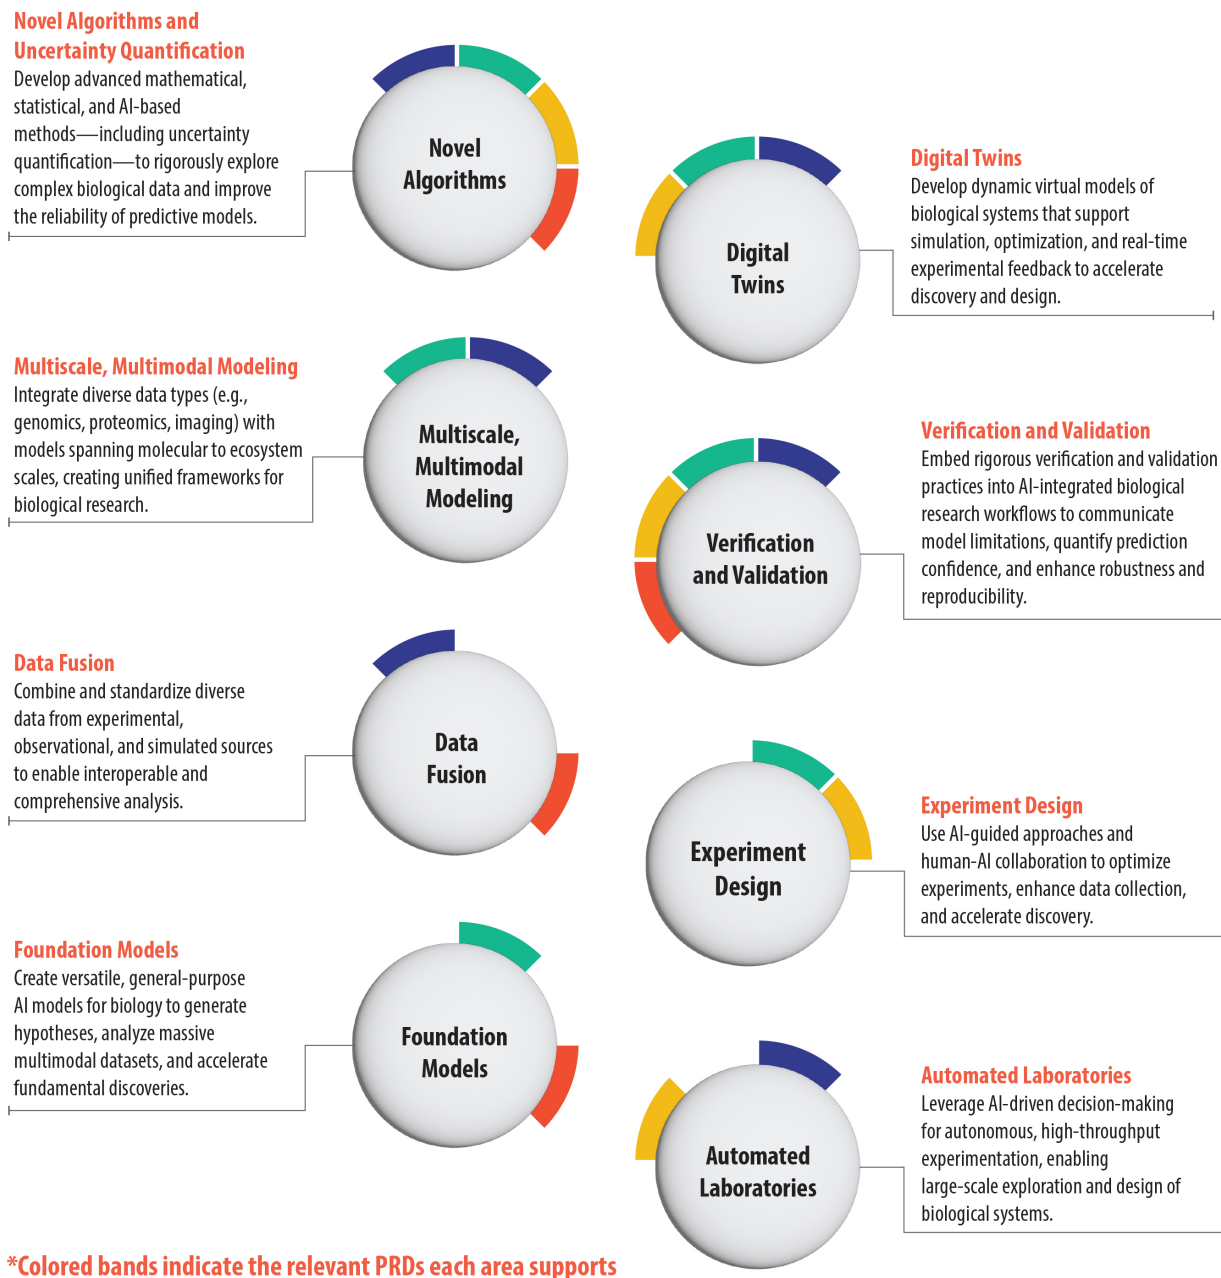 Novel Algorithms and
Uncertainty Quantification
Develop advanced mathematical,
statistical, and AI-based
methods—including uncertainty
quantification—to rigorously explore
complex biological data and improve
the reliability of predictive models.
Novel
Algorithms
Digital
Twins
Digital Twins
Develop dynamic virtual models of
biological systems that support
simulation, optimization, and real-time
experimental feedback to accelerate
discovery and design.
Multiscale, Multimodal Modeling
Integrate diverse data types (e.g.,
genomics, proteomics, imaging) with
models spanning molecular to ecosystem
scales, creating unified frameworks for
biological research.
Multiscale,
Multimodal
Modeling
Verification
and Validation
Verification and Validation
Embed rigorous verification and validation
practices into AI-integrated biological
research workflows to communicate
model limitations, quantify prediction
confidence, and enhance robustness and
reproducibility.
Data Fusion
Combine and standardize diverse
data from experimental,
observational, and simulated sources
to enable interoperable and
comprehensive analysis.
Data
Fusion
Experiment
Design
Experiment Design
Use AI-guided approaches and
human-AI collaboration to optimize
experiments, enhance data collection,
and accelerate discovery.
Foundation Models
Create versatile, general-purpose
AI models for biology to generate
hypotheses, analyze massive
multimodal datasets, and accelerate
fundamental discoveries.
Foundation
Models
Automated
Laboratories
Automated Laboratories
Leverage AI-driven decision-making
for autonomous, high-throughput
experimentation, enabling
large-scale exploration and design of
biological systems.
*Colored bands indicate the relevant PRDs each area supports